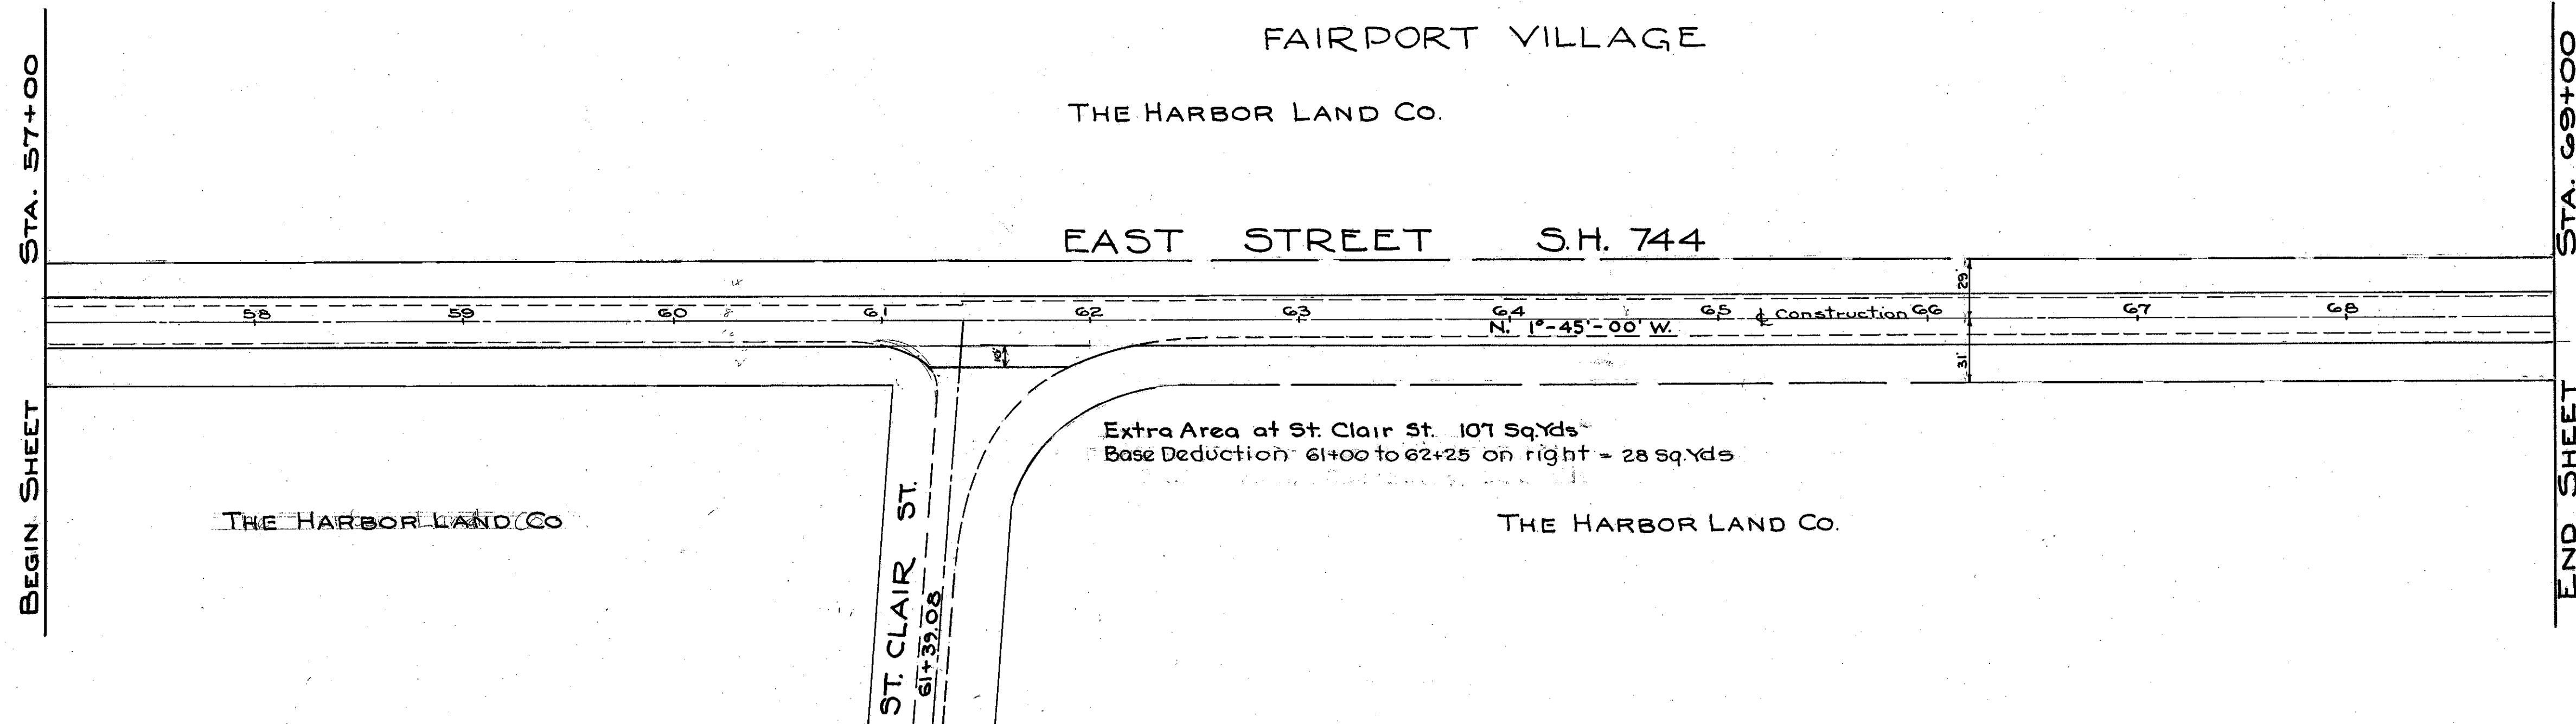 FAIRPORT VILLAGE
THE HARBOR LAND CO.
STA. 57+00
STA. 69+00
EAST STREET S.H. 744
29'
58 59 60 61 62 63 64 65 ℄ Construction 66 67 68
N. 1°-45'-00' W.
10'
31'
Extra Area at St. Clair St. 107 Sq.Yds
Base Deduction 61+00 to 62+25 on right = 28 Sq.Yds
BEGIN SHEET
END SHEET
THE HARBOR LAND CO
THE HARBOR LAND CO.
ST. CLAIR ST.
61+39.08